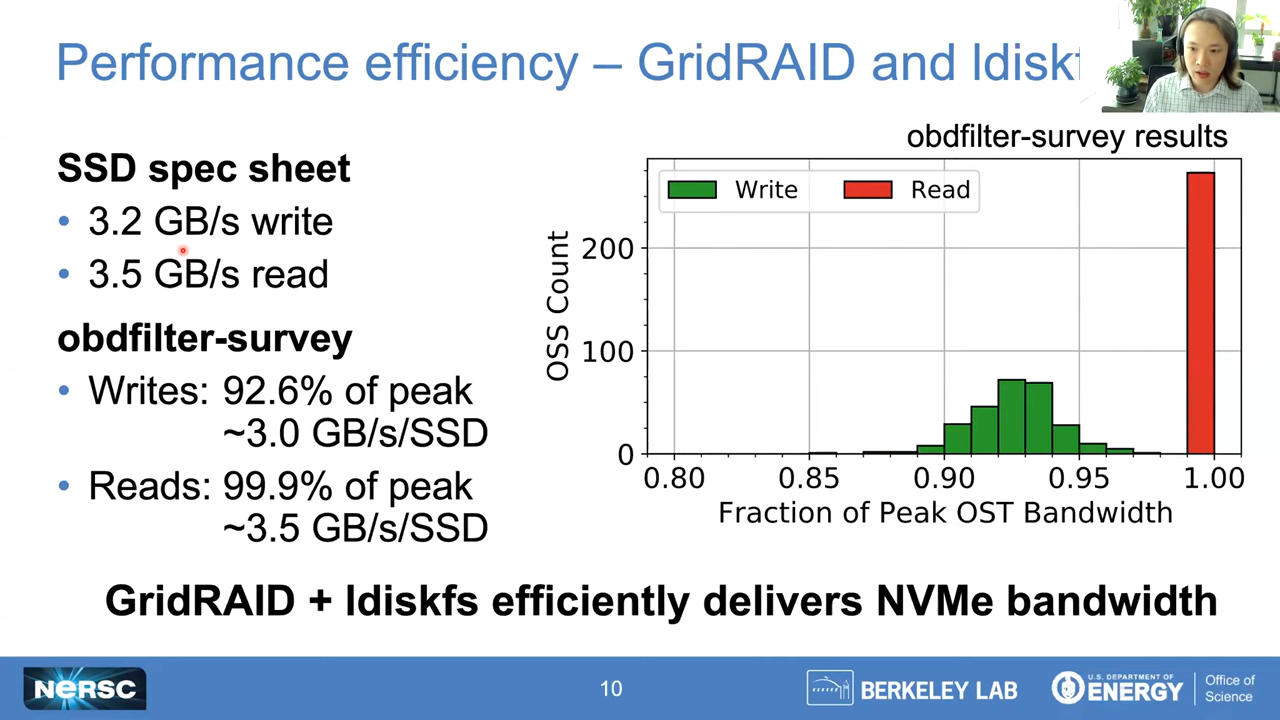 Performance efficiency – GridRAID and ldiskf
SSD spec sheet
• 3.2 GB/s write
• 3.5 GB/s read
obdfilter-survey
• Writes: 92.6% of peak
~3.0 GB/s/SSD
• Reads: 99.9% of peak
~3.5 GB/s/SSD
obdfilter-survey results
Write
Read
OSS Count
200
100
0
0.80 0.85 0.90 0.95 1.00
Fraction of Peak OST Bandwidth
GridRAID + ldiskfs efficiently delivers NVMe bandwidth
NERSC
10
BERKELEY LAB
U.S. DEPARTMENT OF
ENERGY
Office of
Science